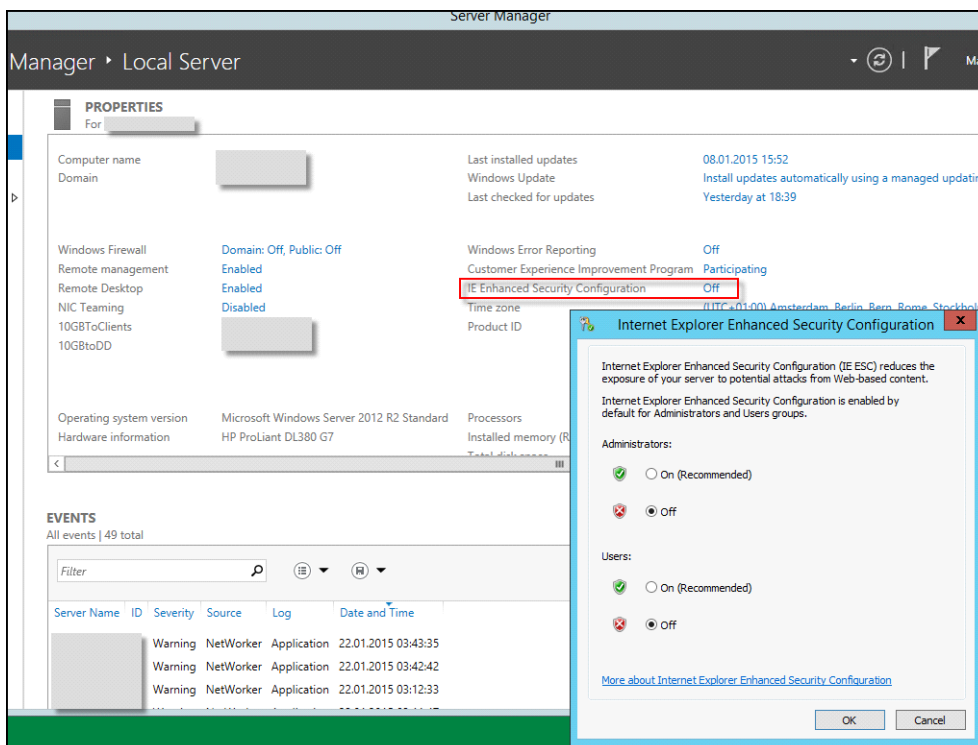 Server Manager
Manager ‣ Local Server
PROPERTIES
For
Computer name
Domain
Last installed updates 08.01.2015 15:52
Windows Update Install updates automatically using a managed
Last checked for updates Yesterday at 18:39
Windows Firewall Domain: Off, Public: Off
Remote management Enabled
Remote Desktop Enabled
NIC Teaming Disabled
10GBToClients
10GBtoDD
Windows Error Reporting Off
Customer Experience Improvement Program Participating
IE Enhanced Security Configuration Off
Time zone (UTC+01:00) Amsterdam, Berlin, Bern, Rome,
Product ID
Operating system version Microsoft Windows Server 2012 R2 Standard
Hardware information HP ProLiant DL380 G7
Processors
Installed memory
Total disk space
EVENTS
All events | 49 total
Filter
Server Name ID Severity Source Log Date and Time
Warning NetWorker Application 22.01.2015 03:43:35
Warning NetWorker Application 22.01.2015 03:42:42
Warning NetWorker Application 22.01.2015 03:12:33
Internet Explorer Enhanced Security Configuration
Internet Explorer Enhanced Security Configuration (IE ESC) reduces the
exposure of your server to potential attacks from Web-based content.
Internet Explorer Enhanced Security Configuration is enabled by
default for Administrators and Users groups.
Administrators:
On (Recommended)
Off
Users:
On (Recommended)
Off
More about Internet Explorer Enhanced Security Configuration
OK Cancel